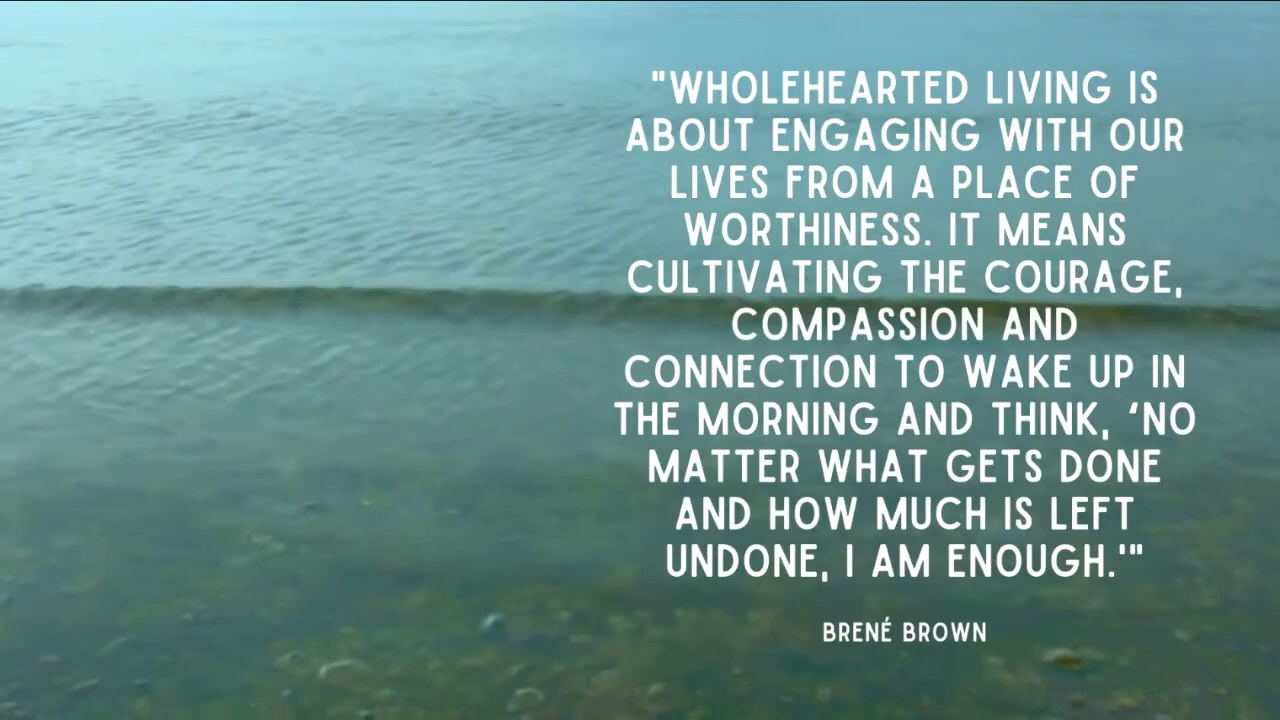 "WHOLEHEARTED LIVING IS
ABOUT ENGAGING WITH OUR
LIVES FROM A PLACE OF
WORTHINESS. IT MEANS
CULTIVATING THE COURAGE,
COMPASSION AND
CONNECTION TO WAKE UP IN
THE MORNING AND THINK, ‘NO
MATTER WHAT GETS DONE
AND HOW MUCH IS LEFT
UNDONE, I AM ENOUGH.'"
BRENÉ BROWN